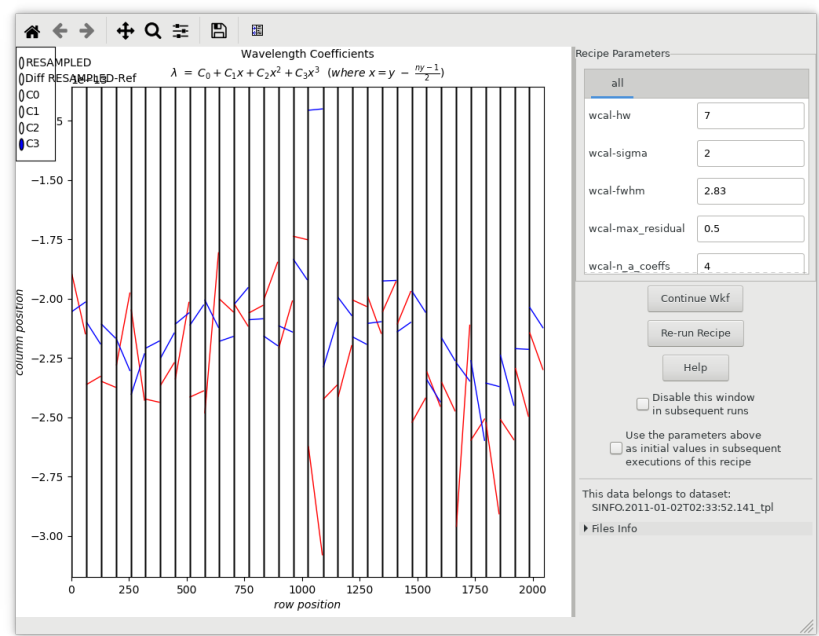 Wavelength Coefficients
λ = C₀ + C₁x + C₂x² + C₃x³ (where x = y − (ny−1)/2)
RESAMPLED
Diff RESAMPLED-Ref
C0
C1
C2
C3
5
−1.50
−1.75
−2.00
−2.25
−2.50
−2.75
−3.00
column position
0 250 500 750 1000 1250 1500 1750 2000
row position
Recipe Parameters
all
wcal-hw 7
wcal-sigma 2
wcal-fwhm 2.83
wcal-max_residual 0.5
wcal-n_a_coeffs 4
Continue Wkf
Re-run Recipe
Help
Disable this window
in subsequent runs
Use the parameters above
as initial values in subsequent
executions of this recipe
This data belongs to dataset:
SINFO.2011-01-02T02:33:52.141_tpl
Files Info